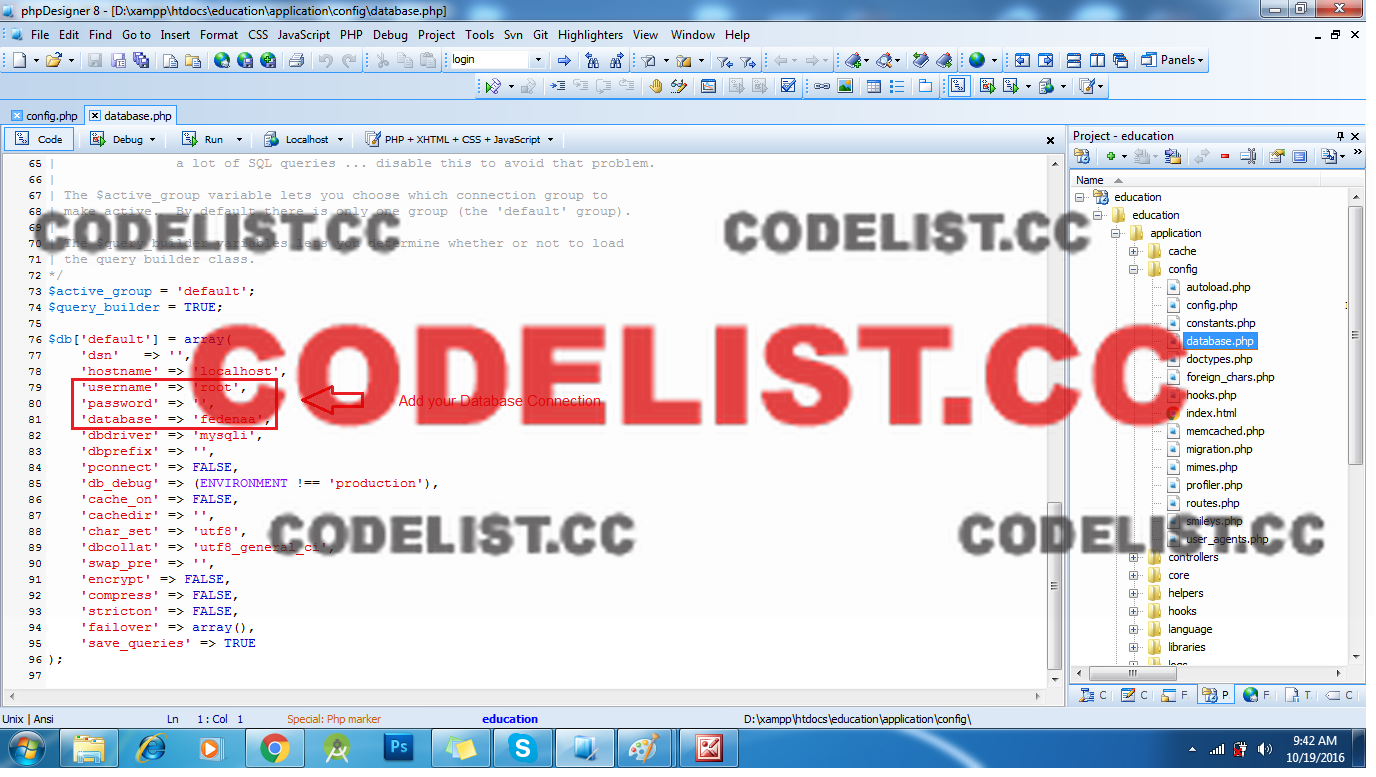 phpDesigner 8 - [D:\xampp\htdocs\education\application\config\database.php]
File Edit Find Go to Insert Format CSS JavaScript PHP Debug Project Tools Svn Git Highlighters View Window Help
login
Panels
config.php database.php
Code Debug Run Localhost PHP + XHTML + CSS + JavaScript
65 | a lot of SQL queries ... disable this to avoid that problem.
66 |
67 | The $active_group variable lets you choose which connection group to
68 | make active. By default there is only one group (the 'default' group).
69 |
70 | The $query_builder variables lets you determine whether or not to load
71 | the query builder class.
72 */
73 $active_group = 'default';
74 $query_builder = TRUE;
75
76 $db['default'] = array(
77 'dsn' => '',
78 'hostname' => 'localhost',
79 'username' => 'root',
80 'password' => '',
81 'database' => 'fedenaa',
82 'dbdriver' => 'mysqli',
83 'dbprefix' => '',
84 'pconnect' => FALSE,
85 'db_debug' => (ENVIRONMENT !== 'production'),
86 'cache_on' => FALSE,
87 'cachedir' => '',
88 'char_set' => 'utf8',
89 'dbcollat' => 'utf8_general_ci',
90 'swap_pre' => '',
91 'encrypt' => FALSE,
92 'compress' => FALSE,
93 'stricton' => FALSE,
94 'failover' => array(),
95 'save_queries' => TRUE
96 );
97
Add your Database Connection
CODELIST.CC
CODELIST.CC
CODELIST.CC
CODELIST.CC
CODELIST.CC
Project - education
Name
education
education
application
cache
config
autoload.php
config.php
constants.php
database.php
doctypes.php
foreign_chars.php
hooks.php
index.html
memcached.php
migration.php
mimes.php
profiler.php
routes.php
smileys.php
user_agents.php
controllers
core
helpers
hooks
language
libraries
logs
C C F P F T C
Unix | Ansi Ln 1 : Col 1 Special: Php marker education D:\xampp\htdocs\education\application\config\
Ps
9:42 AM
10/19/2016